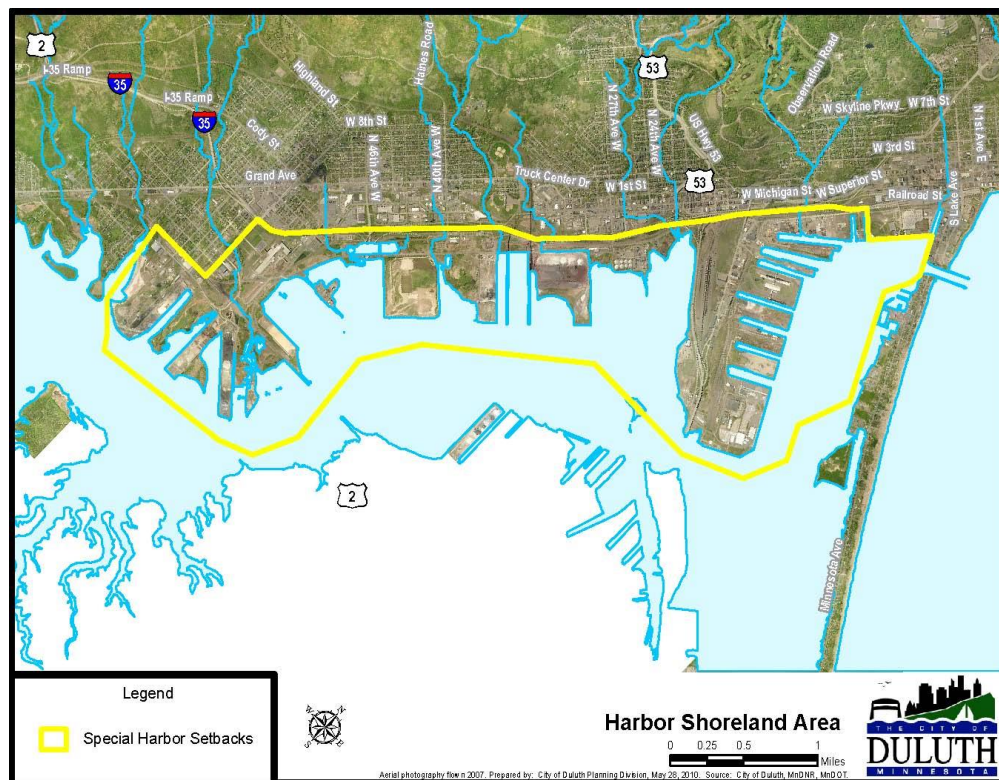 2
I-35 Ramp
35
I-35 Ramp
35
Highland St
Cody St
Grand Ave
W 8th St
N 46th Ave W
Haines Road
N 40th Ave W
Truck Center Dr
N 27th Ave W
53
N 24th Ave W
US Hwy 53
W 1st St
53
Observation Road
W Skyline Pkwy
W 7th St
N 1st Ave E
W 3rd St
W Michigan St
W Superior St
Railroad St
S Lake Ave
2
Minnesota Ave
Legend
Special Harbor Setbacks
N
E
S
W
Harbor Shoreland Area
0 0.25 0.5 1
Miles
THE CITY OF
DULUTH
MINNESOTA
Aerial photography flown 2007. Prepared by: City of Duluth Planning Division, May 28, 2010. Source: City of Duluth, MnDNR, MnDOT.